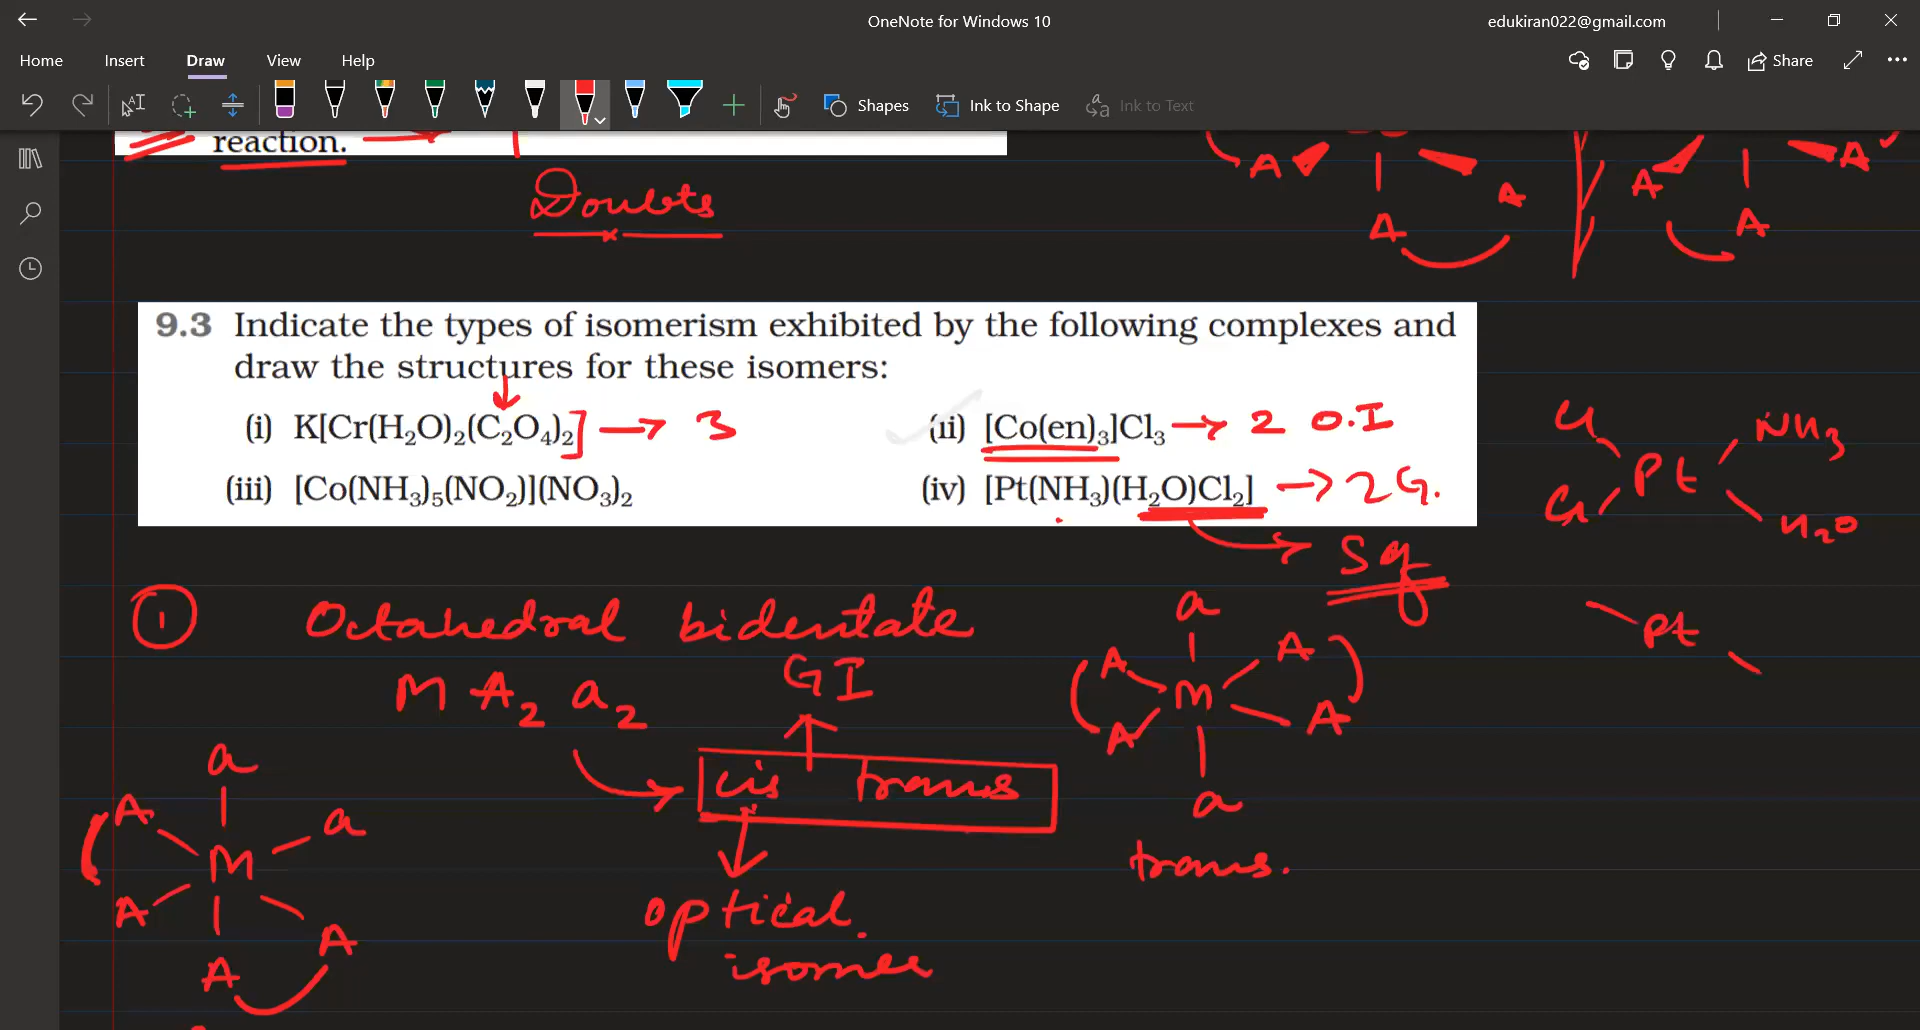 OneNote for Windows 10
edukiran022@gmail.com
Home Insert Draw View Help
Share
Shapes
Ink to Shape
Ink to Text
reaction.
Doubts
A A A
A A A
9.3 Indicate the types of isomerism exhibited by the following complexes and
draw the structures for these isomers:
(i) K[Cr(H₂O)₂(C₂O₄)₂] → 3
(ii) [Co(en)₃]Cl₃ → 2 O.I
(iii) [Co(NH₃)₅(NO₂)](NO₃)₂
(iv) [Pt(NH₃)(H₂O)Cl₂] → 2 G.
Sq
Cl NH₃
Pt
Cl H₂O
Pt
① Octahedral bidentate
M A₂ a₂
GI
cis trans
optical
isomer
a
A A
M
A A
a
trans.
a
A a
M
A A
A